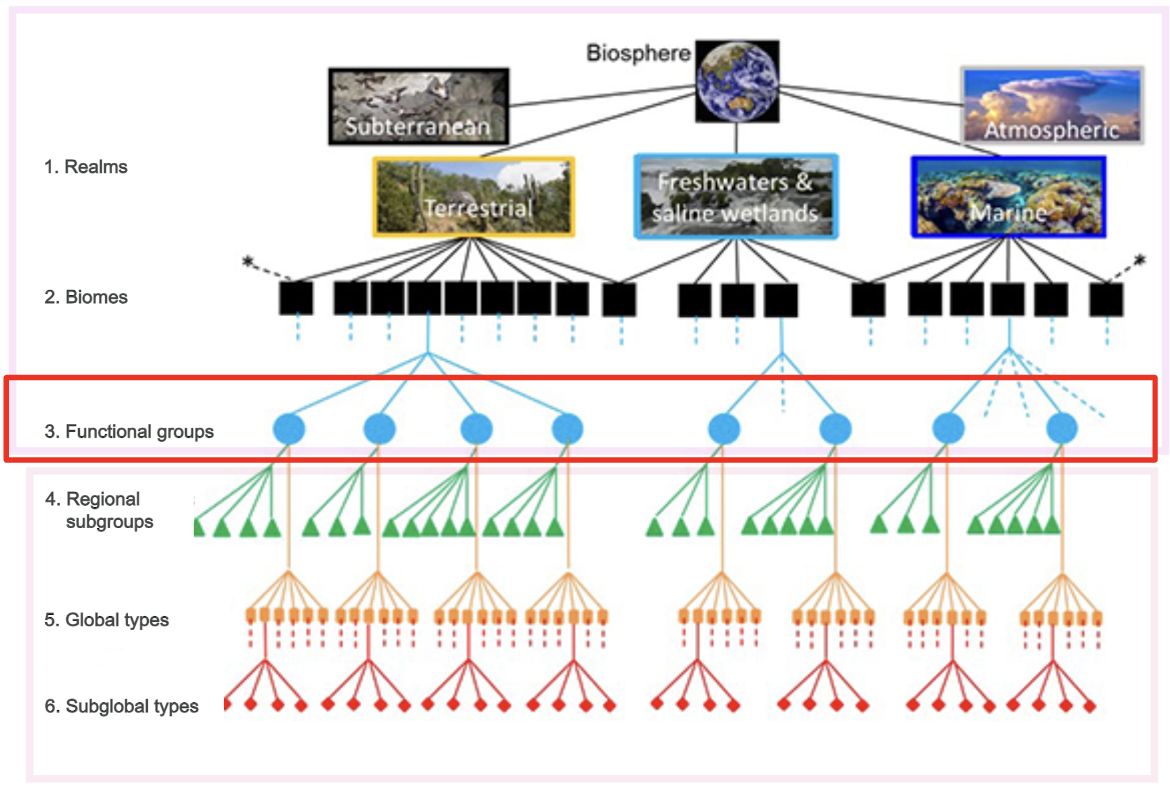 Biosphere
Subterranean
Atmospheric
1. Realms
Terrestrial
Freshwaters &
saline wetlands
Marine
*
*
2. Biomes
3. Functional groups
4. Regional
subgroups
5. Global types
6. Subglobal types